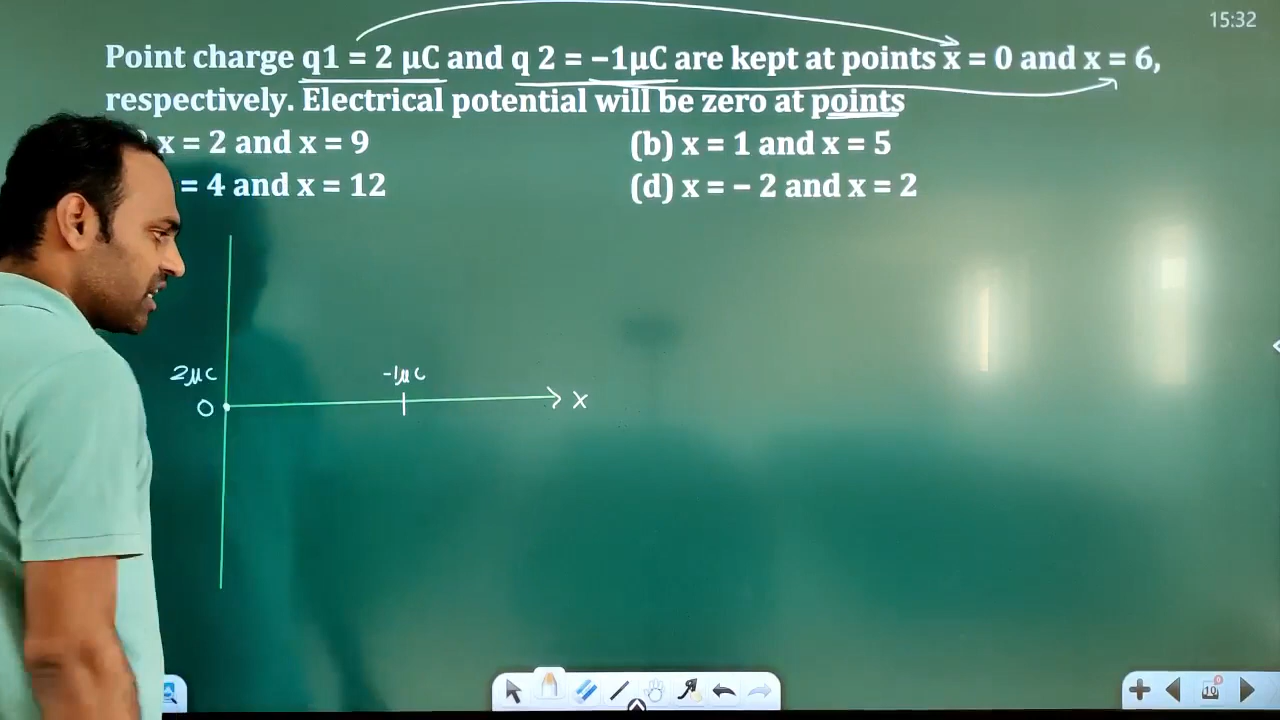 15:32
Point charge q1 = 2 μC and q 2 = −1μC are kept at points x = 0 and x = 6,
respectively. Electrical potential will be zero at points
x = 2 and x = 9
(b) x = 1 and x = 5
= 4 and x = 12
(d) x = − 2 and x = 2
2μC
-1μC
O
X
10